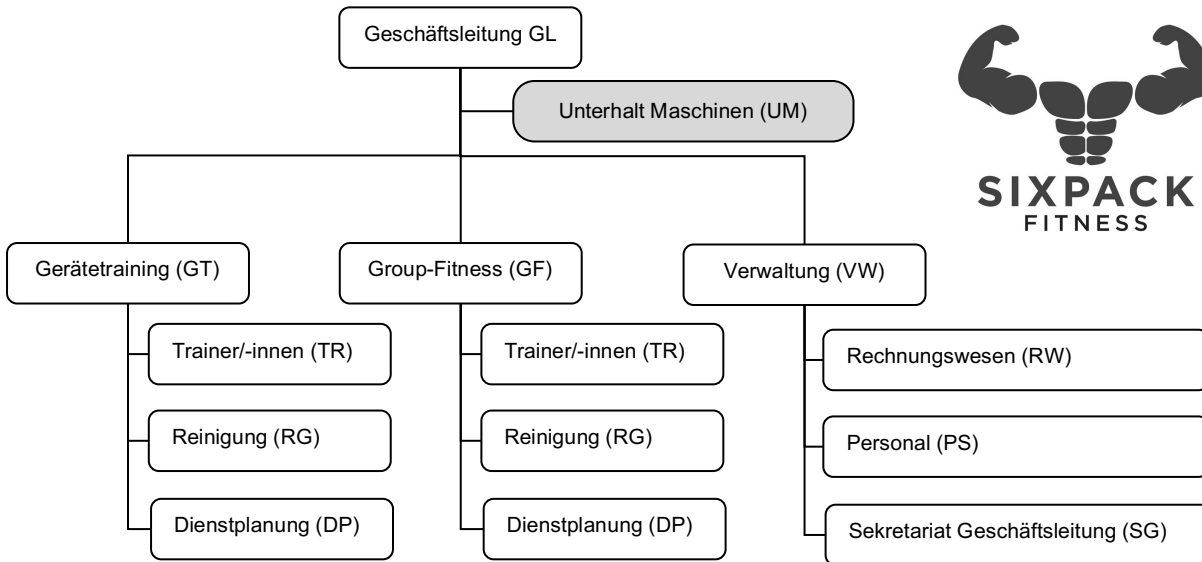 Geschäftsleitung GL
Unterhalt Maschinen (UM)
SIXPACK
FITNESS
Gerätetraining (GT)
Group-Fitness (GF)
Verwaltung (VW)
Trainer/-innen (TR)
Trainer/-innen (TR)
Rechnungswesen (RW)
Reinigung (RG)
Reinigung (RG)
Personal (PS)
Dienstplanung (DP)
Dienstplanung (DP)
Sekretariat Geschäftsleitung (SG)